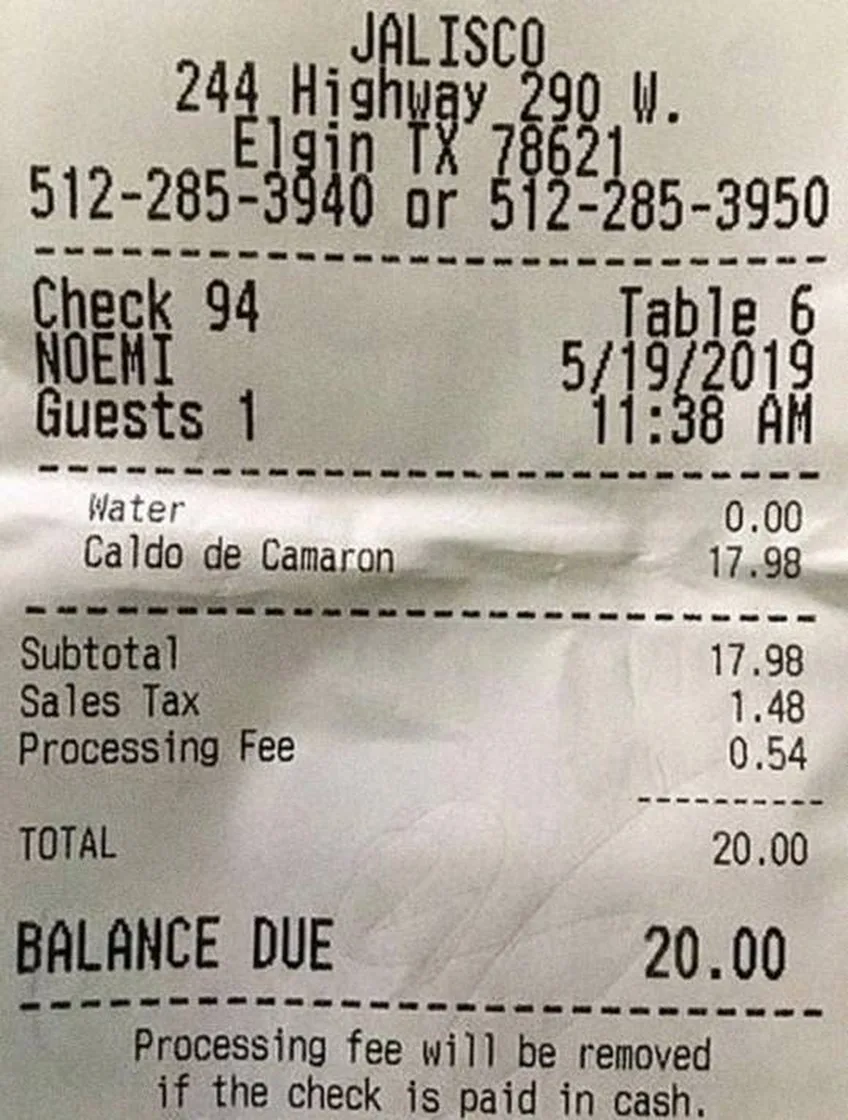 JALISCO
244 Highway 290 W.
Elgin TX 78621
512-285-3940 or 512-285-3950
Check 94 Table 6
NOEMI 5/19/2019
Guests 1 11:38 AM
Water 0.00
Caldo de Camaron 17.98
Subtotal 17.98
Sales Tax 1.48
Processing Fee 0.54
TOTAL 20.00
BALANCE DUE 20.00
Processing fee will be removed
if the check is paid in cash.